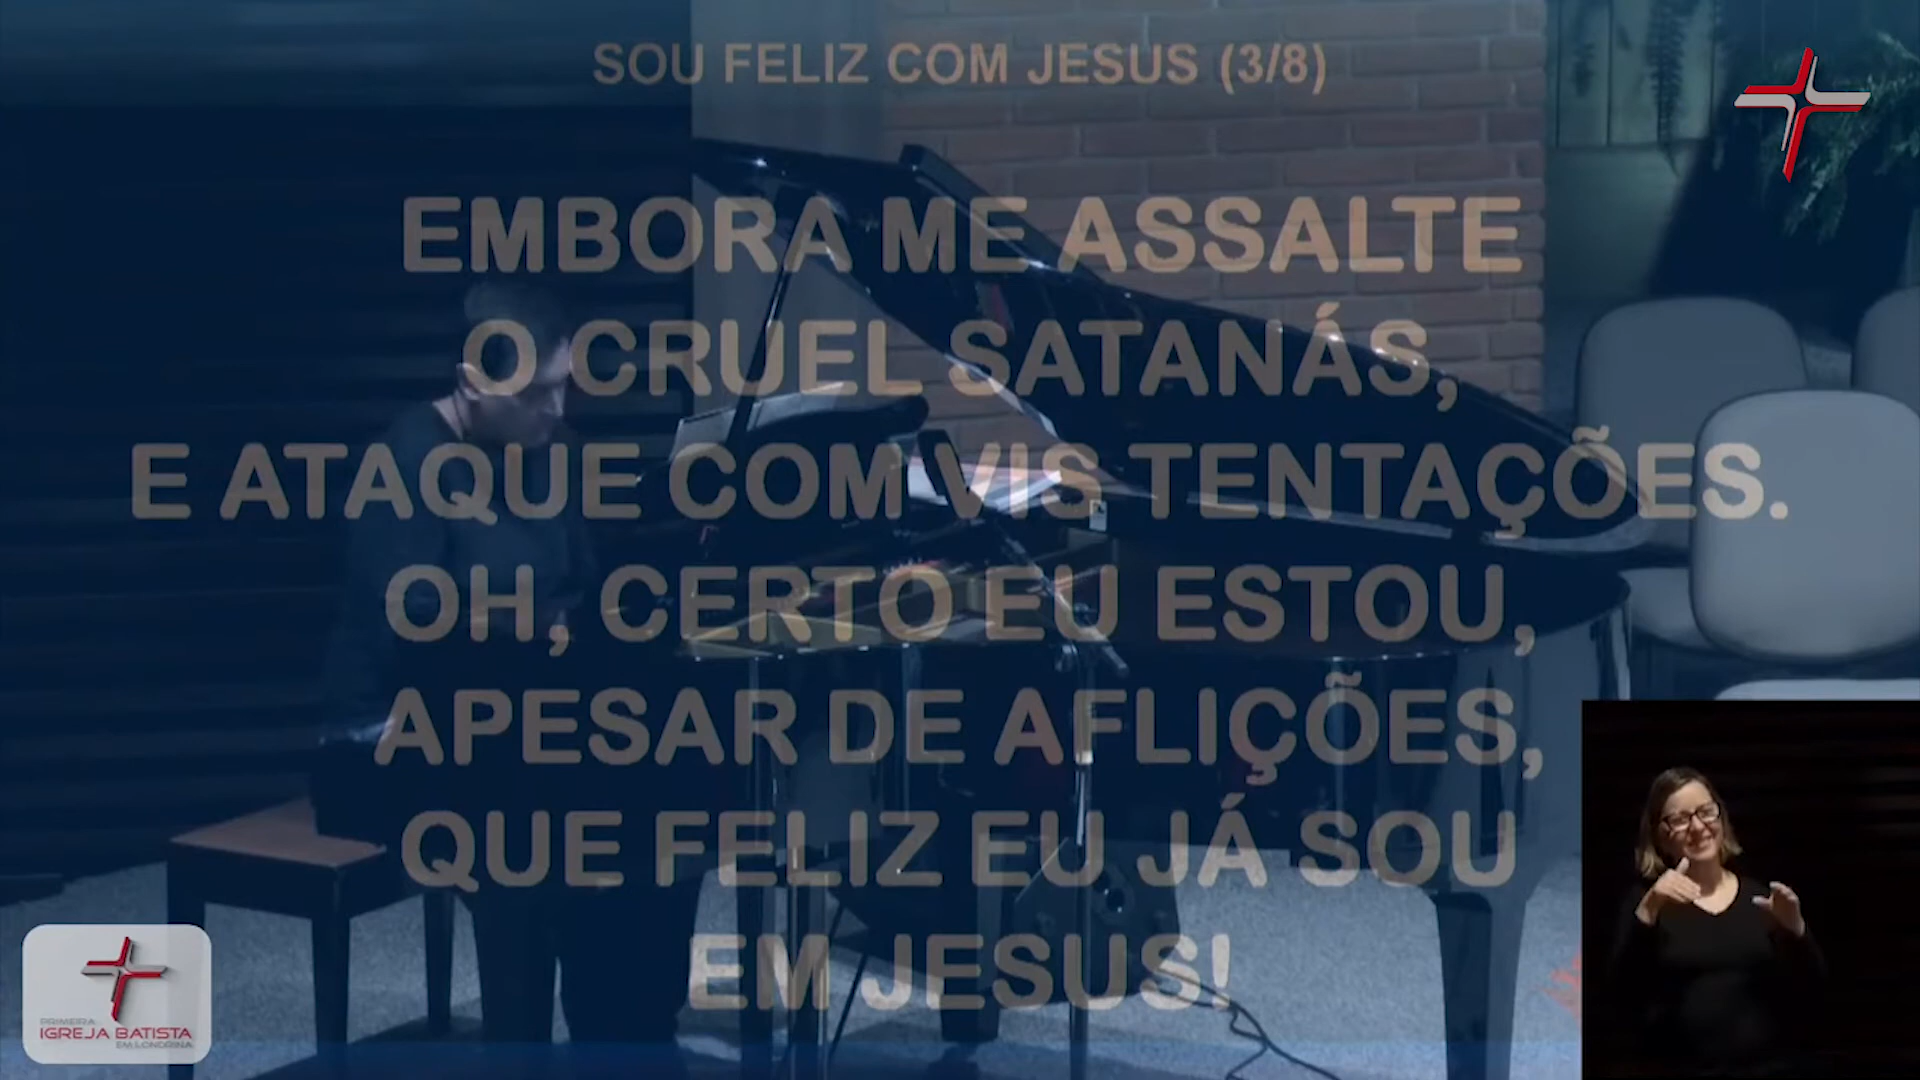 SOU FELIZ COM JESUS (3/8)
EMBORA ME ASSALTE
O CRUEL SATANÁS,
E ATAQUE COM VIS TENTAÇÕES.
OH, CERTO EU ESTOU,
APESAR DE AFLIÇÕES,
QUE FELIZ EU JÁ SOU
EM JESUS!
PRIMEIRA
IGREJA BATISTA
EM LONDRINA